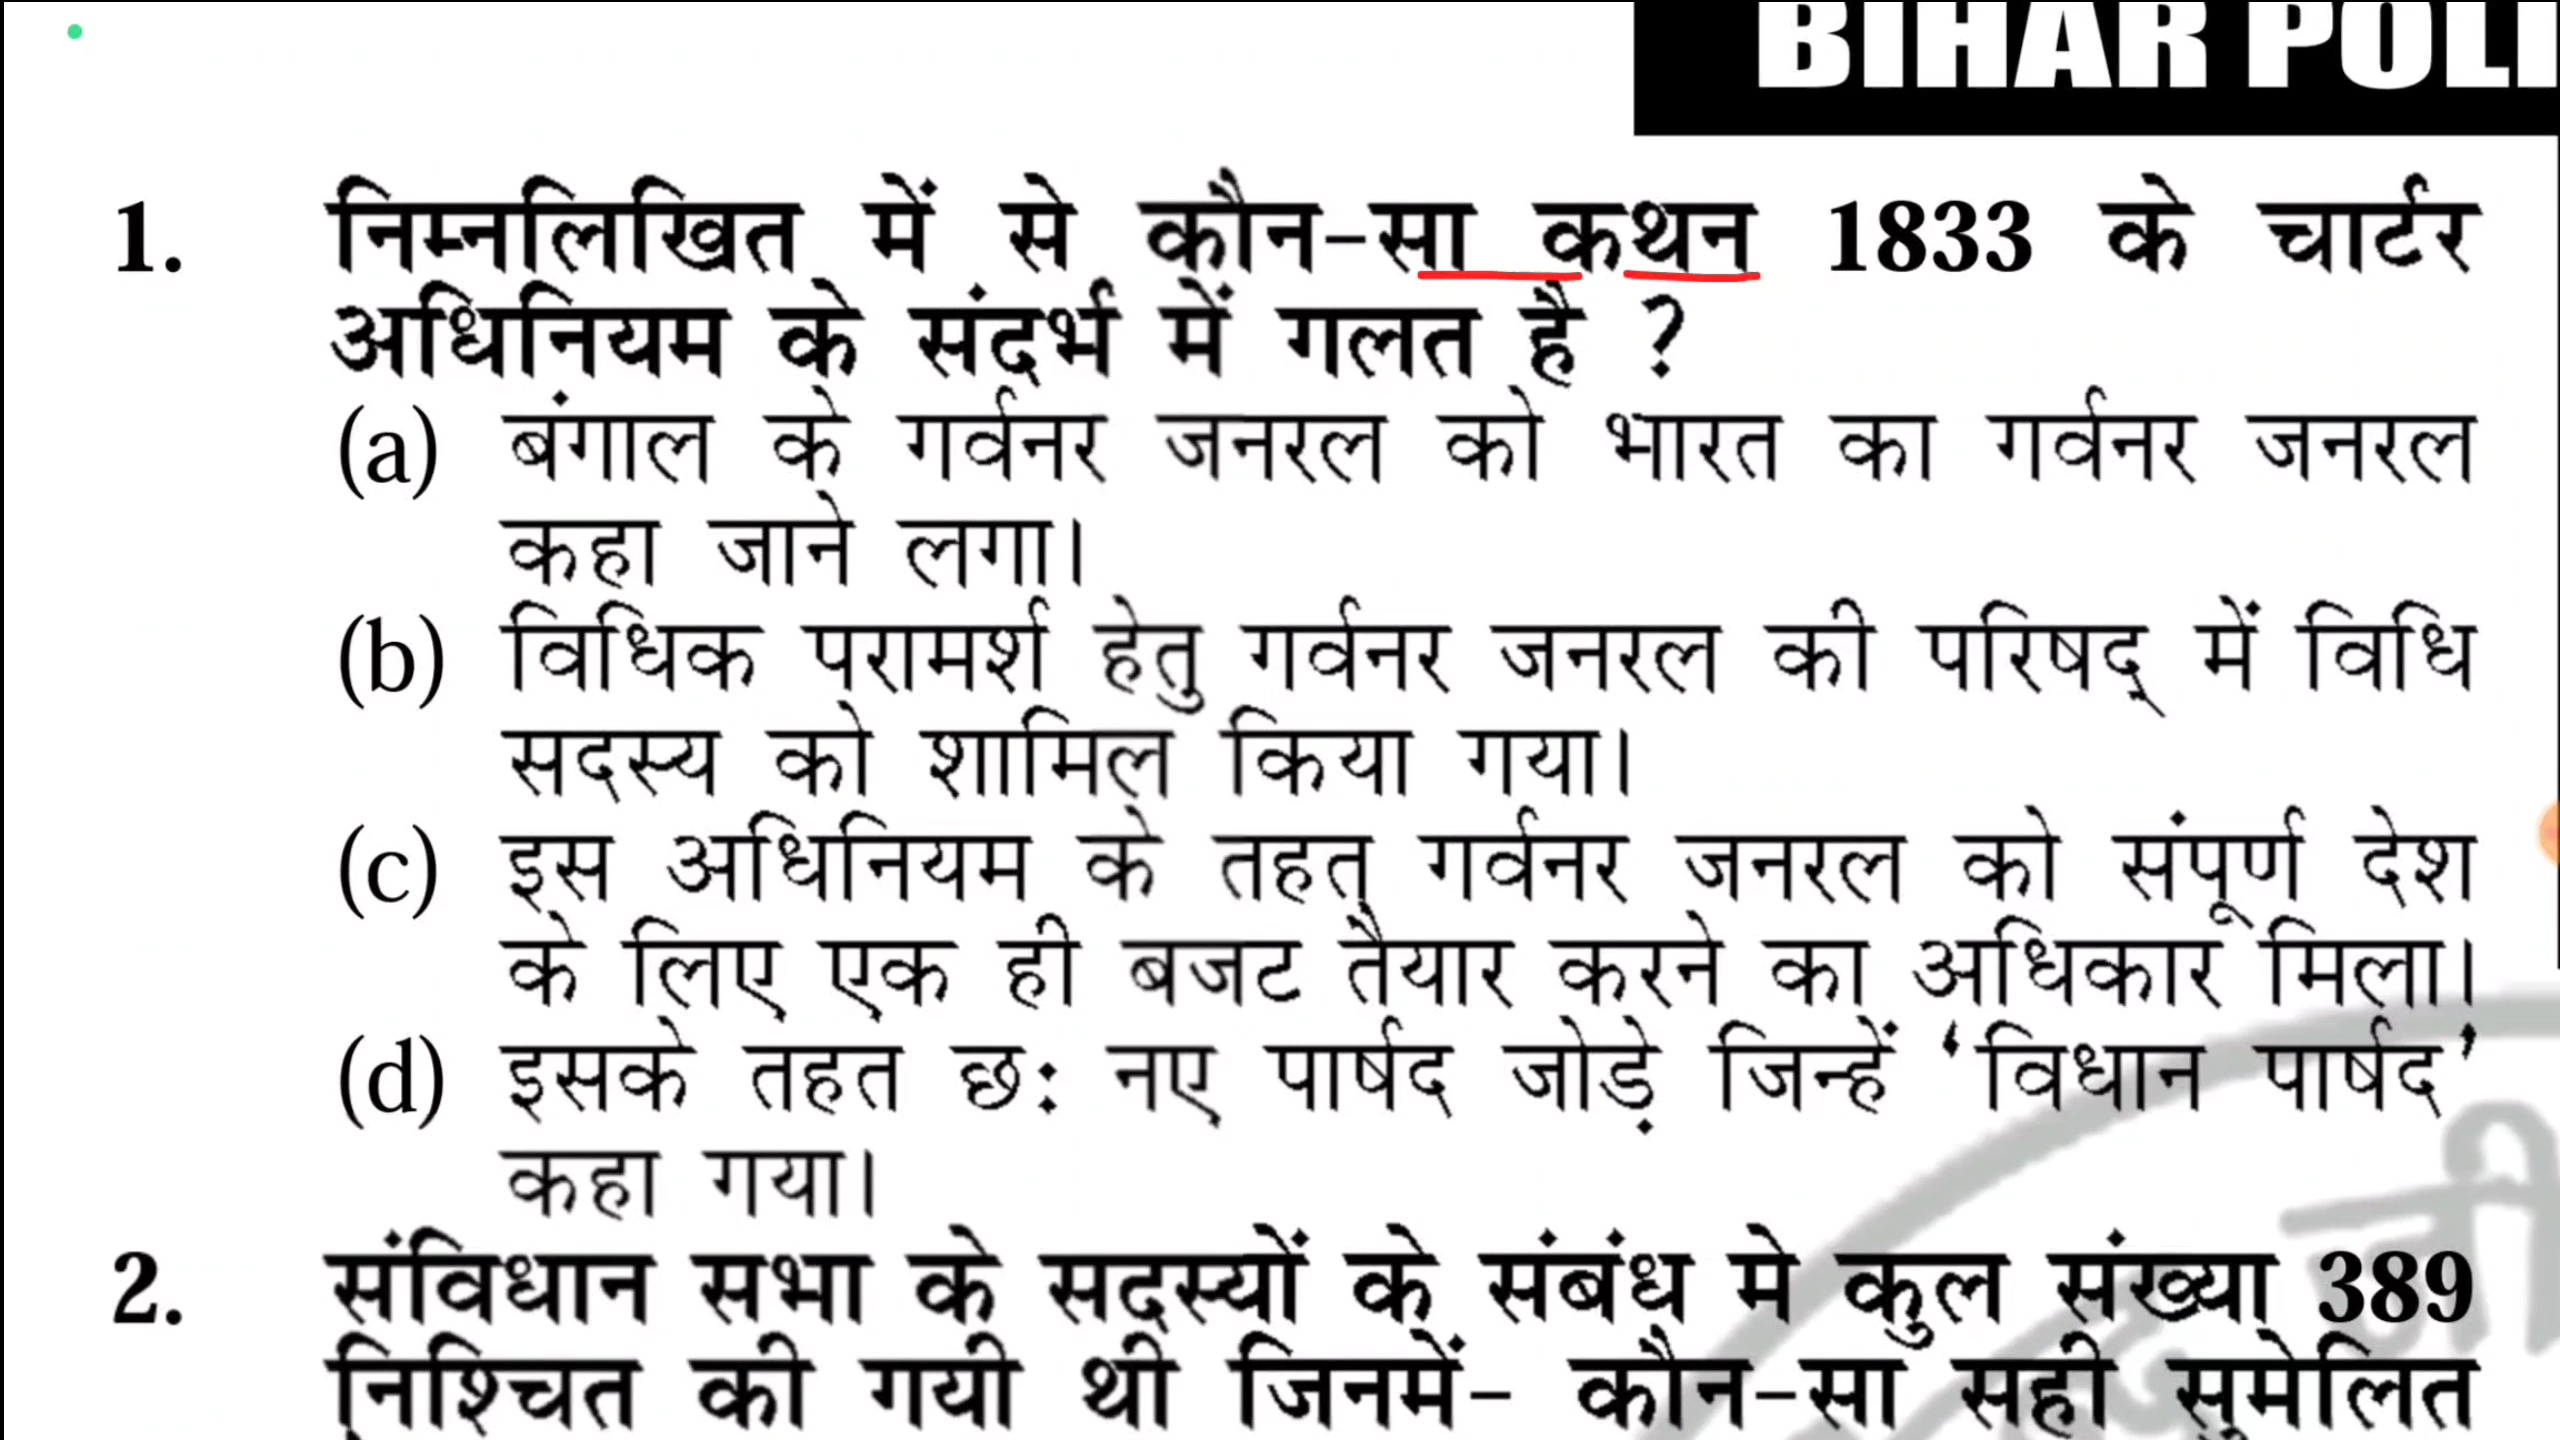 BIHAR POLI
1. निम्नलिखित में से कौन-सा कथन 1833 के चार्टर
अधिनियम के संदर्भ में गलत है ?
(a) बंगाल के गर्वनर जनरल को भारत का गर्वनर जनरल
कहा जाने लगा।
(b) विधिक परामर्श हेतु गर्वनर जनरल की परिषद् में विधि
सदस्य को शामिल किया गया।
(c) इस अधिनियम के तहत् गर्वनर जनरल को संपूर्ण देश
के लिए एक ही बजट तैयार करने का अधिकार मिला।
(d) इसके तहत छः नए पार्षद जोड़े जिन्हें ‘विधान पार्षद’
कहा गया।
2. संविधान सभा के सदस्यों के संबंध मे कुल संख्या 389
निश्चित की गयी थी जिनमें- कौन-सा सही सुमेलित